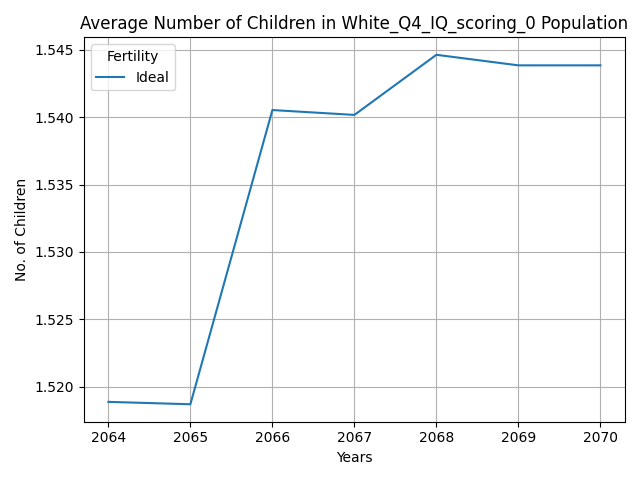 Average Number of Children in White_Q4_IQ_scoring_0 Population
Fertility
Ideal
No. of Children
1.545
1.540
1.535
1.530
1.525
1.520
2064 2065 2066 2067 2068 2069 2070
Years